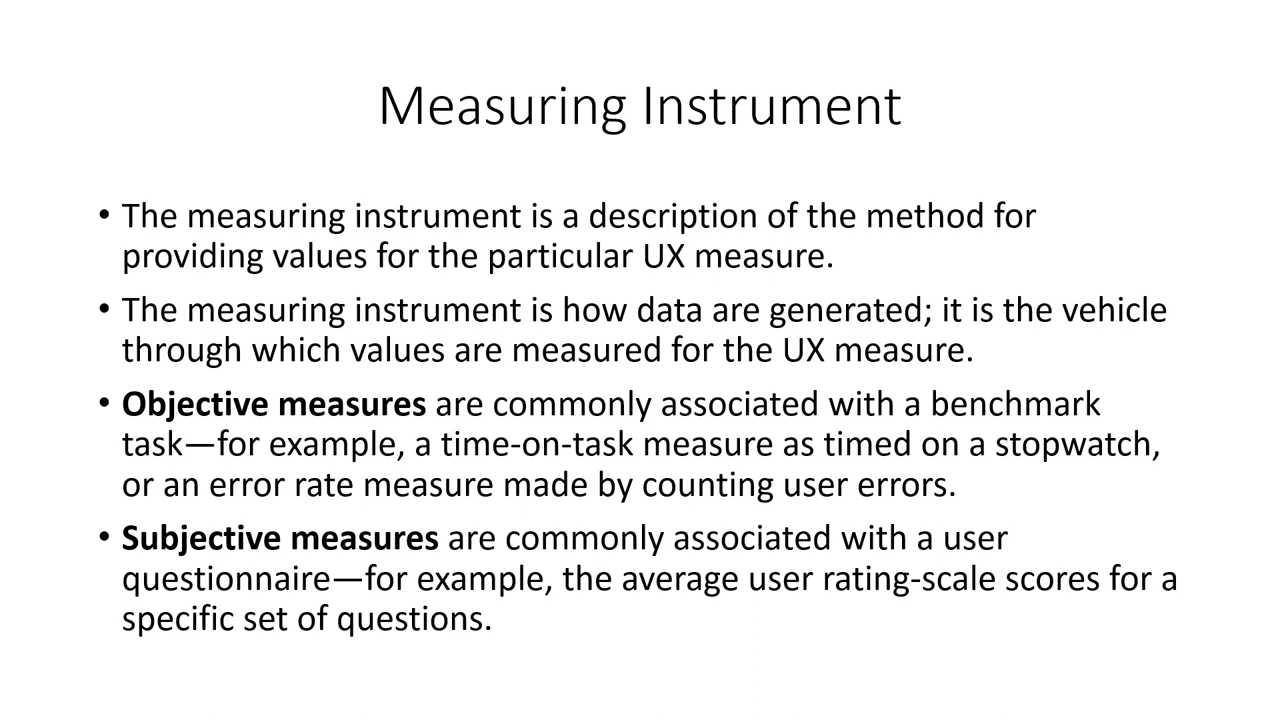 Measuring Instrument
• The measuring instrument is a description of the method for
providing values for the particular UX measure.
• The measuring instrument is how data are generated; it is the vehicle
through which values are measured for the UX measure.
• Objective measures are commonly associated with a benchmark
task—for example, a time-on-task measure as timed on a stopwatch,
or an error rate measure made by counting user errors.
• Subjective measures are commonly associated with a user
questionnaire—for example, the average user rating-scale scores for a
specific set of questions.